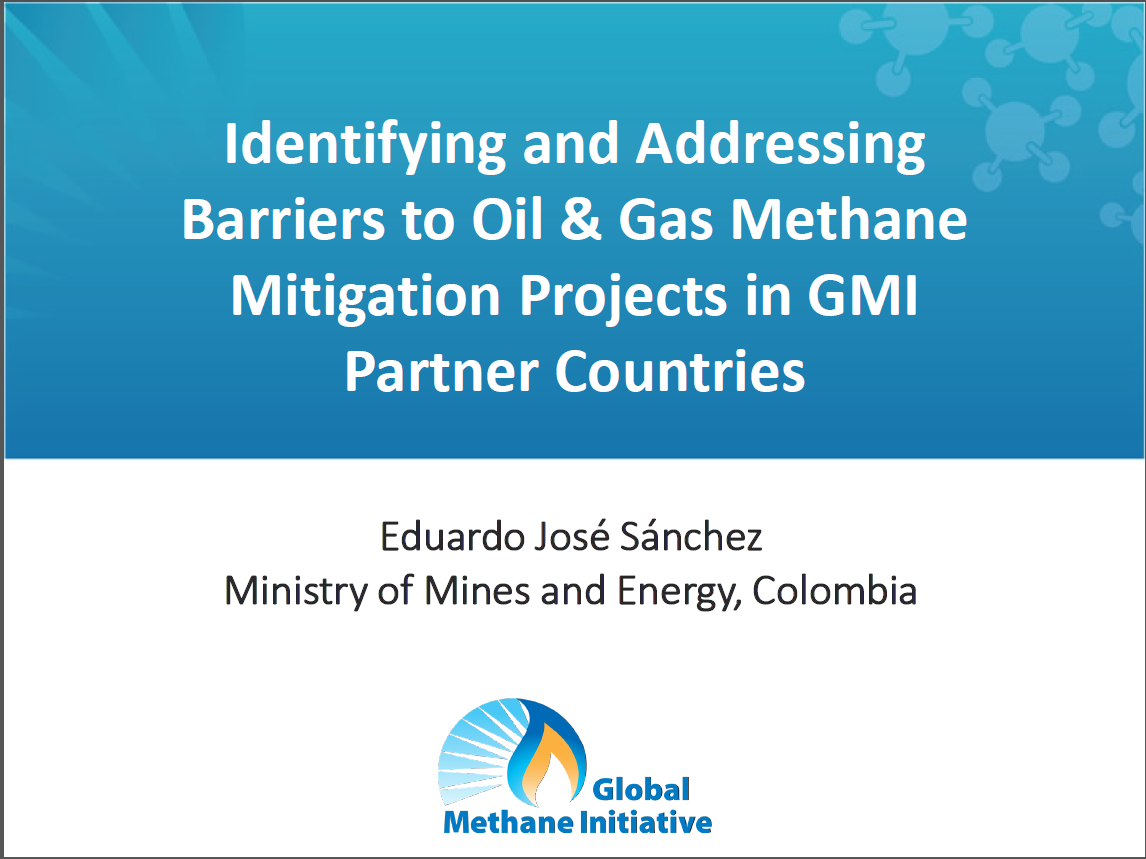 Identifying and Addressing
Barriers to Oil & Gas Methane
Mitigation Projects in GMI
Partner Countries
Eduardo José Sánchez
Ministry of Mines and Energy, Colombia
Global
Methane Initiative